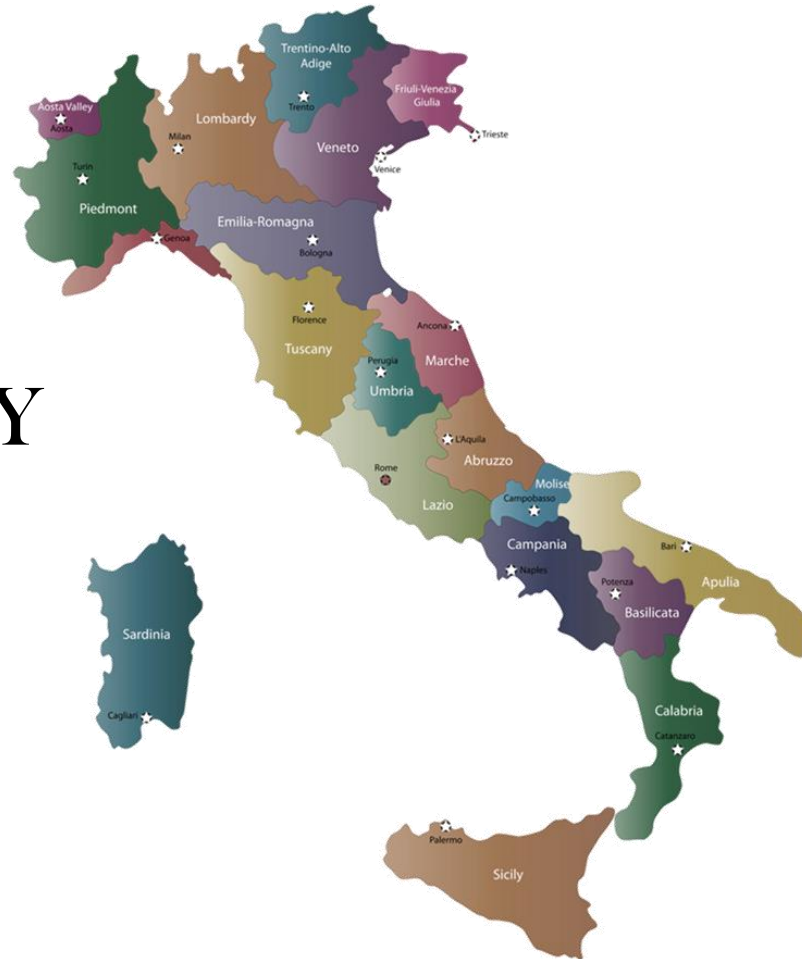 Trentino-Alto
Adige
Trento
Friuli-Venezia
Giulia
Trieste
Aosta Valley
Aosta
Lombardy
Milan
Veneto
Venice
Turin
Piedmont
Emilia-Romagna
Bologna
Genoa
Florence
Tuscany
Ancona
Marche
Perugia
Umbria
Y
L'Aquila
Abruzzo
Rome
Lazio
Molise
Campobasso
Campania
Naples
Bari
Apulia
Potenza
Basilicata
Sardinia
Cagliari
Calabria
Catanzaro
Palermo
Sicily